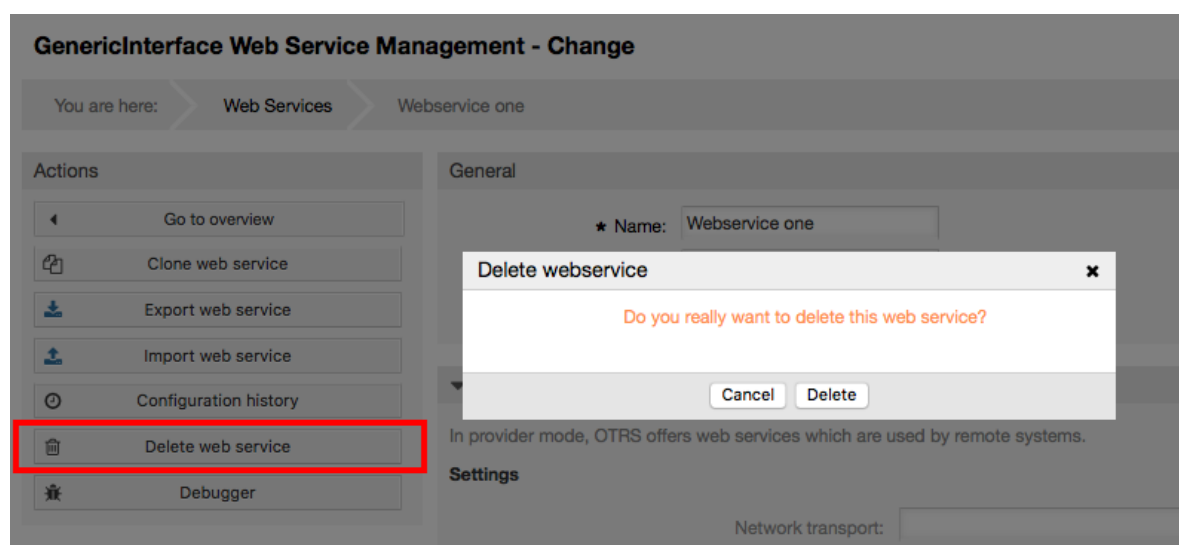 GenericInterface Web Service Management - Change
You are here: Web Services Webservice one
Actions
Go to overview
Clone web service
Export web service
Import web service
Configuration history
Delete web service
Debugger
General
★ Name: Webservice one
Delete webservice ×
Do you really want to delete this web service?
Cancel Delete
In provider mode, OTRS offers web services which are used by remote systems.
Settings
Network transport: